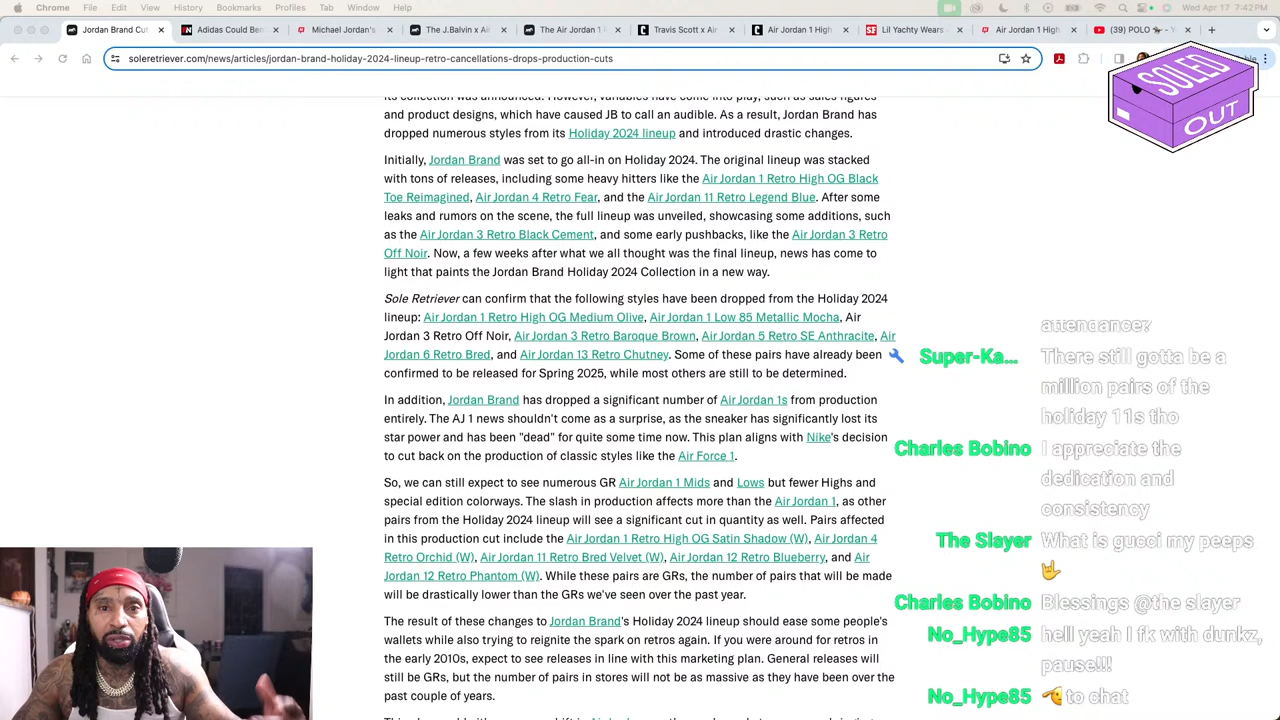 Chrome File Edit View History Bookmarks Profiles Tab Window Help
Wed Apr 17 7:42 PM
Jordan Brand Cut
Adidas Could Ben
Michael Jordan's
The J.Balvin x Ai
The Air Jordan 1
Travis Scott x Air
Air Jordan 1 High
Lil Yachty Wears
Air Jordan 1 High
(39) POLO
soleretriever.com/news/articles/jordan-brand-holiday-2024-lineup-retro-cancellations-drops-production-cuts
SOLED
OUT
its collection was announced. However, variables have come into play, such as sales figures
and product designs, which have caused JB to call an audible. As a result, Jordan Brand has
dropped numerous styles from its Holiday 2024 lineup and introduced drastic changes.
Initially, Jordan Brand was set to go all-in on Holiday 2024. The original lineup was stacked
with tons of releases, including some heavy hitters like the Air Jordan 1 Retro High OG Black
Toe Reimagined, Air Jordan 4 Retro Fear, and the Air Jordan 11 Retro Legend Blue. After some
leaks and rumors on the scene, the full lineup was unveiled, showcasing some additions, such
as the Air Jordan 3 Retro Black Cement, and some early pushbacks, like the Air Jordan 3 Retro
Off Noir. Now, a few weeks after what we all thought was the final lineup, news has come to
light that paints the Jordan Brand Holiday 2024 Collection in a new way.
Sole Retriever can confirm that the following styles have been dropped from the Holiday 2024
lineup: Air Jordan 1 Retro High OG Medium Olive, Air Jordan 1 Low 85 Metallic Mocha, Air
Jordan 3 Retro Off Noir, Air Jordan 3 Retro Baroque Brown, Air Jordan 5 Retro SE Anthracite, Air
Jordan 6 Retro Bred, and Air Jordan 13 Retro Chutney. Some of these pairs have already been
confirmed to be released for Spring 2025, while most others are still to be determined.
In addition, Jordan Brand has dropped a significant number of Air Jordan 1s from production
entirely. The AJ 1 news shouldn't come as a surprise, as the sneaker has significantly lost its
star power and has been "dead" for quite some time now. This plan aligns with Nike's decision
to cut back on the production of classic styles like the Air Force 1.
So, we can still expect to see numerous GR Air Jordan 1 Mids and Lows but fewer Highs and
special edition colorways. The slash in production affects more than the Air Jordan 1, as other
pairs from the Holiday 2024 lineup will see a significant cut in quantity as well. Pairs affected
in this production cut include the Air Jordan 1 Retro High OG Satin Shadow (W), Air Jordan 4
Retro Orchid (W), Air Jordan 11 Retro Bred Velvet (W), Air Jordan 12 Retro Blueberry, and Air
Jordan 12 Retro Phantom (W). While these pairs are GRs, the number of pairs that will be made
will be drastically lower than the GRs we've seen over the past year.
The result of these changes to Jordan Brand's Holiday 2024 lineup should ease some people's
wallets while also trying to reignite the spark on retros again. If you were around for retros in
the early 2010s, expect to see releases in line with this marketing plan. General releases will
still be GRs, but the number of pairs in stores will not be as massive as they have been over the
past couple of years.
attendance?
Super-Ka... There still gotta be a
million pairs of the
holiday 11s tho
Charles Bobino I appreciate the
dedication and
consistency
The Slayer What is gucci my peeps
🤟
Charles Bobino Blessings @the slayer
No_Hype85 hell yeah I fk with dunkz,
pause!!!
No_Hype85 🫡 to chat